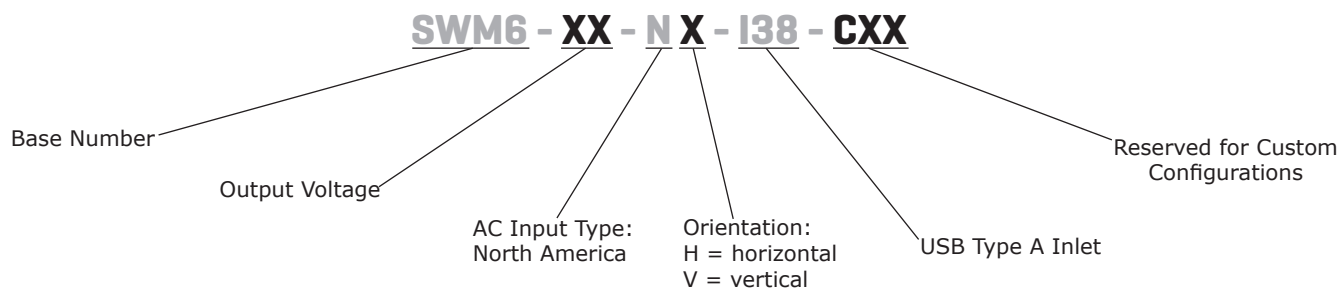 SWM6 - XX - N X - I38 - CXX
Base Number
Output Voltage
AC Input Type:
North America
Orientation:
H = horizontal
V = vertical
USB Type A Inlet
Reserved for Custom
Configurations